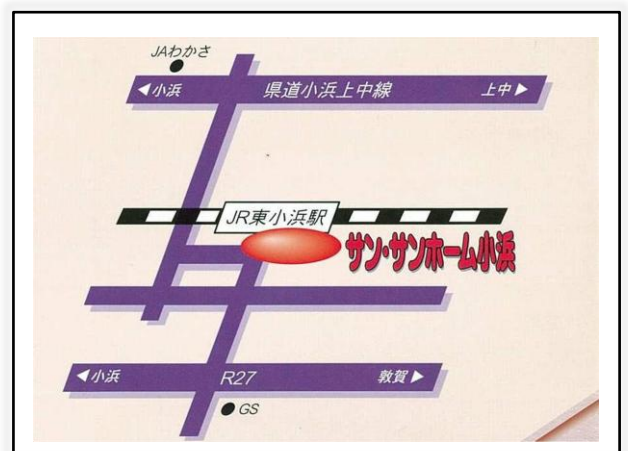 JAわかさ
◀小浜 県道小浜上中線 上中▶
JR東小浜駅
サン・サンホーム小浜
◀小浜 R27 敦賀▶
GS